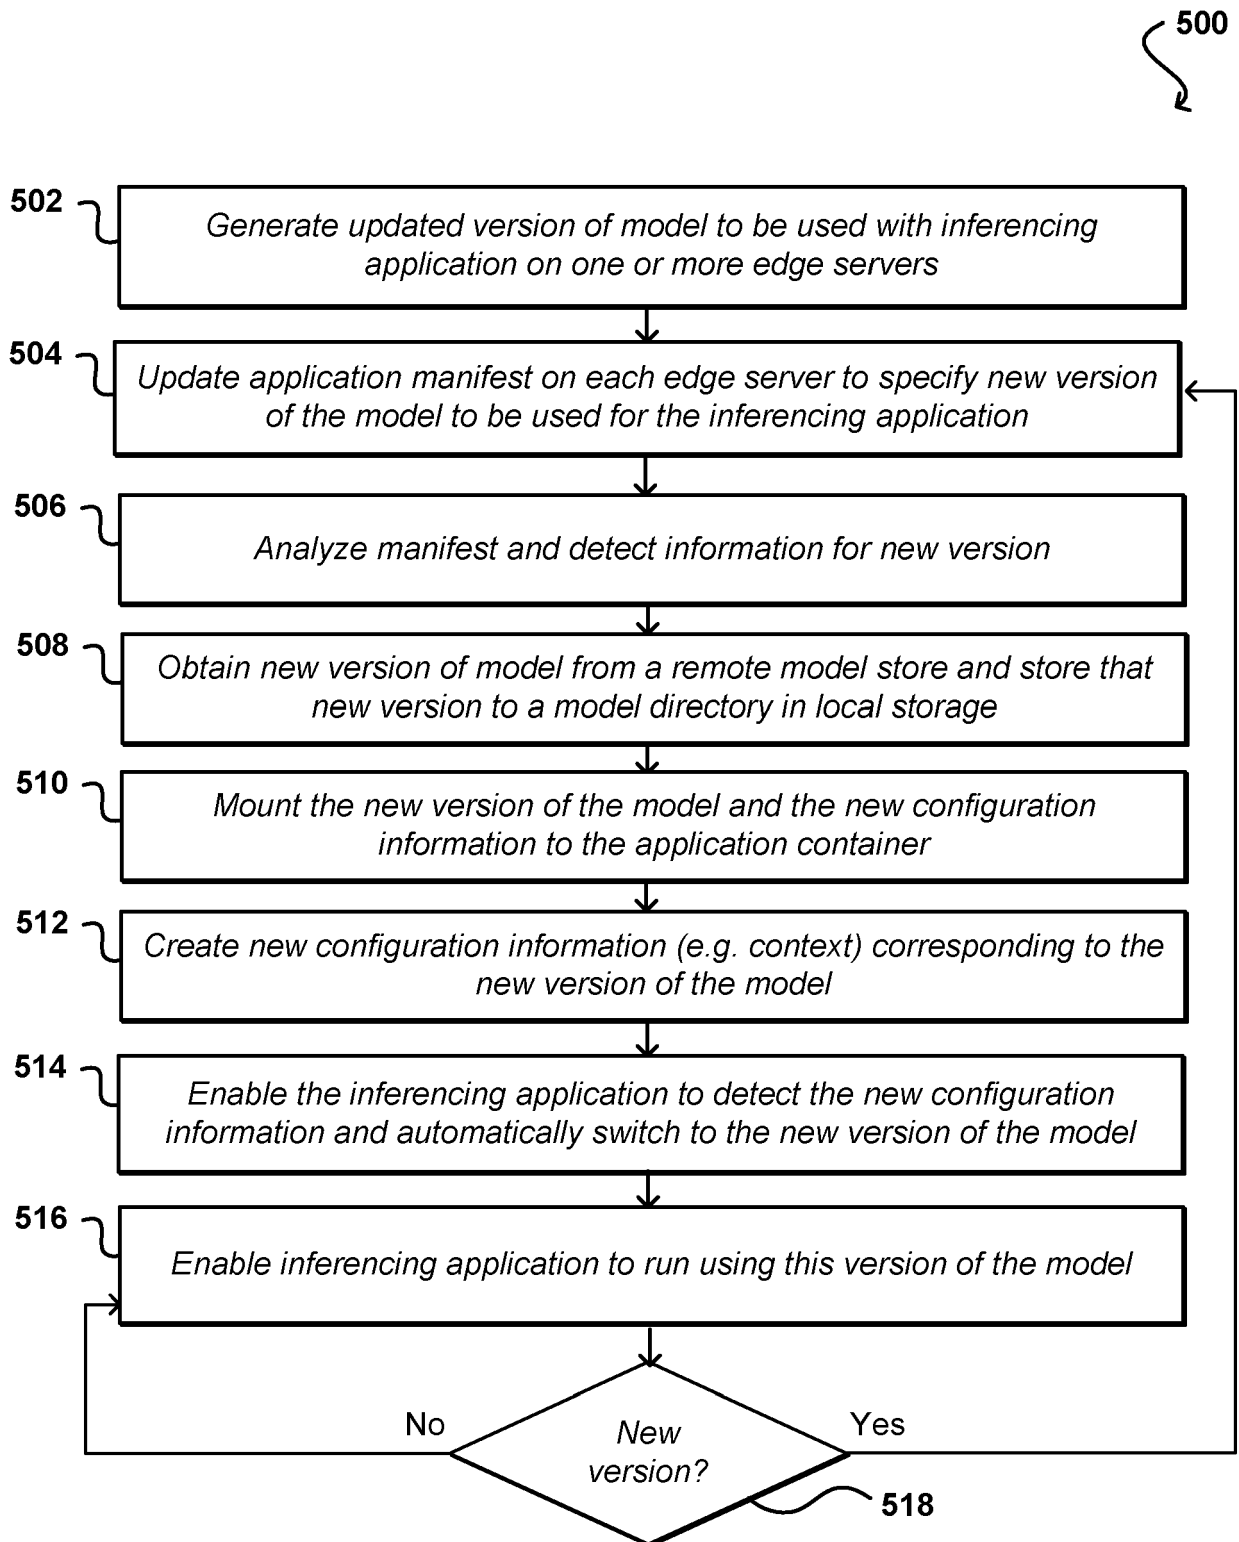 500
502
Generate updated version of model to be used with inferencing
application on one or more edge servers
504
Update application manifest on each edge server to specify new version
of the model to be used for the inferencing application
506
Analyze manifest and detect information for new version
508
Obtain new version of model from a remote model store and store that
new version to a model directory in local storage
510
Mount the new version of the model and the new configuration
information to the application container
512
Create new configuration information (e.g. context) corresponding to the
new version of the model
514
Enable the inferencing application to detect the new configuration
information and automatically switch to the new version of the model
516
Enable inferencing application to run using this version of the model
No
Yes
New
version?
518